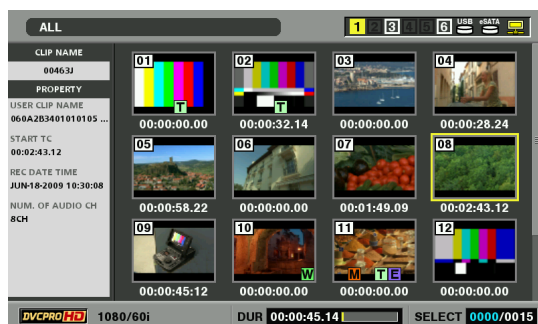 ALL
1 2 3 4 5 6 USB eSATA
CLIP NAME
00463J
PROPERTY
USER CLIP NAME
060A2B3401010105 ...
START TC
00:02:43.12
REC DATE TIME
JUN-18-2009 10:30:08
NUM. OF AUDIO CH
8CH
01 02 03 04
T T
00:00:00.00 00:00:32.14 00:00:00.00 00:00:28.24
05 06 07 08
00:00:58.22 00:00:00.00 00:01:49.09 00:02:43.12
09 10 11 12
W M T E
00:00:45:12 00:00:00.00 00:00:00.00 00:00:00.00
DVCPRO HD 1080/60i DUR 00:00:45.14 SELECT 0000/0015